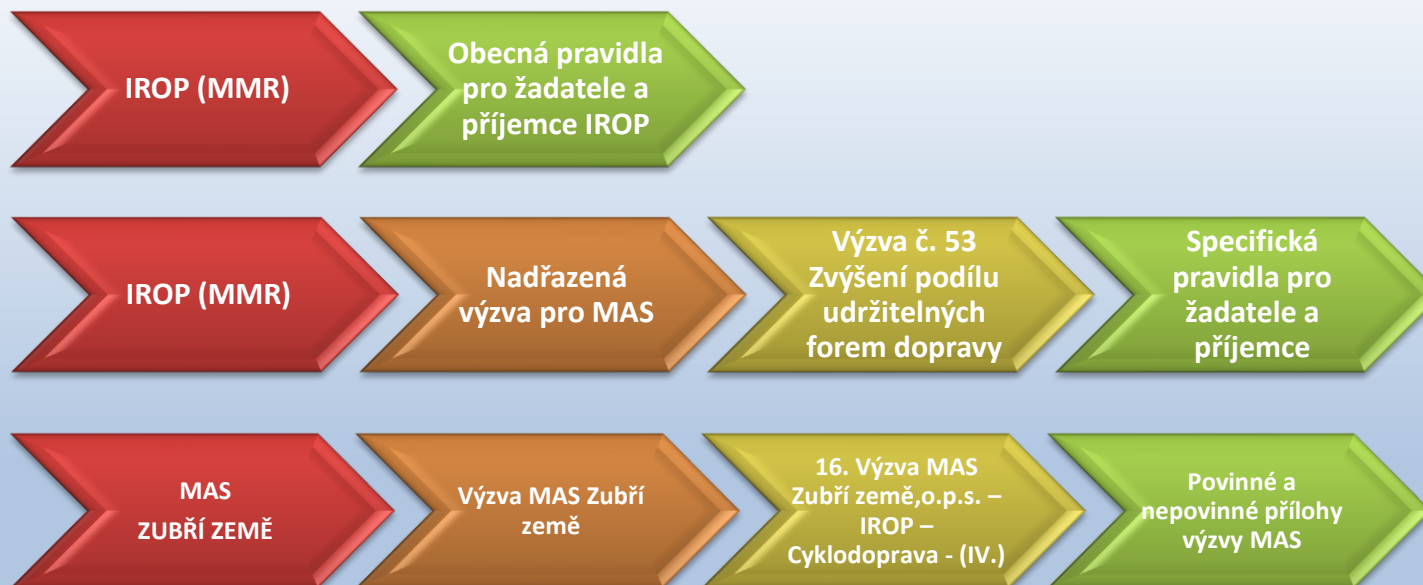 IROP (MMR)
Obecná pravidla
pro žadatele a
příjemce IROP
IROP (MMR)
Nadřazená
výzva pro MAS
Výzva č. 53
Zvýšení podílu
udržitelných
forem dopravy
Specifická
pravidla pro
žadatele a
příjemce
MAS
ZUBŘÍ ZEMĚ
Výzva MAS Zubří
země
16. Výzva MAS
Zubří země,o.p.s. –
IROP –
Cyklodoprava - (IV.)
Povinné a
nepovinné přílohy
výzvy MAS